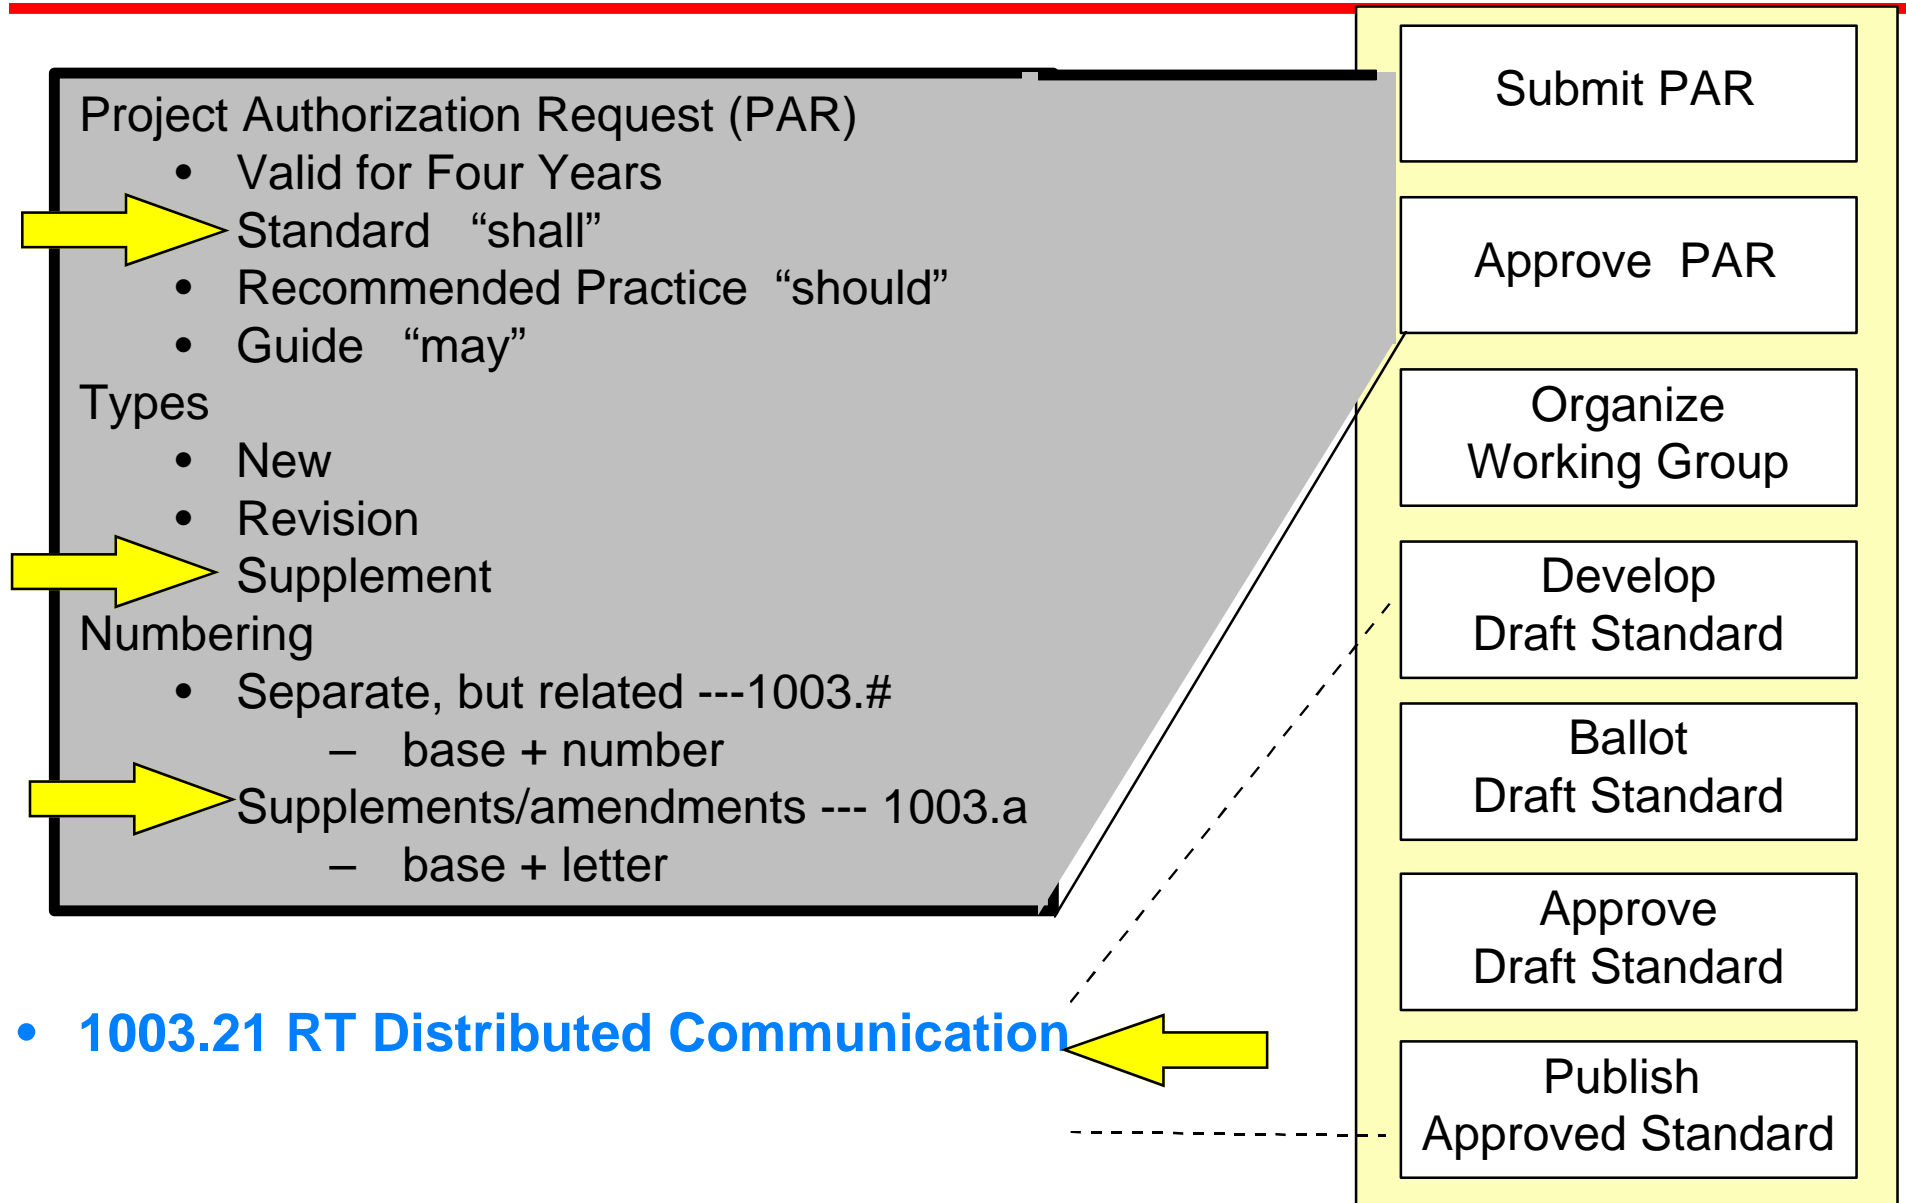 Project Authorization Request (PAR)
• Valid for Four Years
Standard “shall”
• Recommended Practice “should”
• Guide “may”
Types
• New
• Revision
Supplement
Numbering
• Separate, but related ---1003.#
– base + number
Supplements/amendments --- 1003.a
– base + letter
• 1003.21 RT Distributed Communication
Submit PAR
Approve PAR
Organize
Working Group
Develop
Draft Standard
Ballot
Draft Standard
Approve
Draft Standard
Publish
Approved Standard